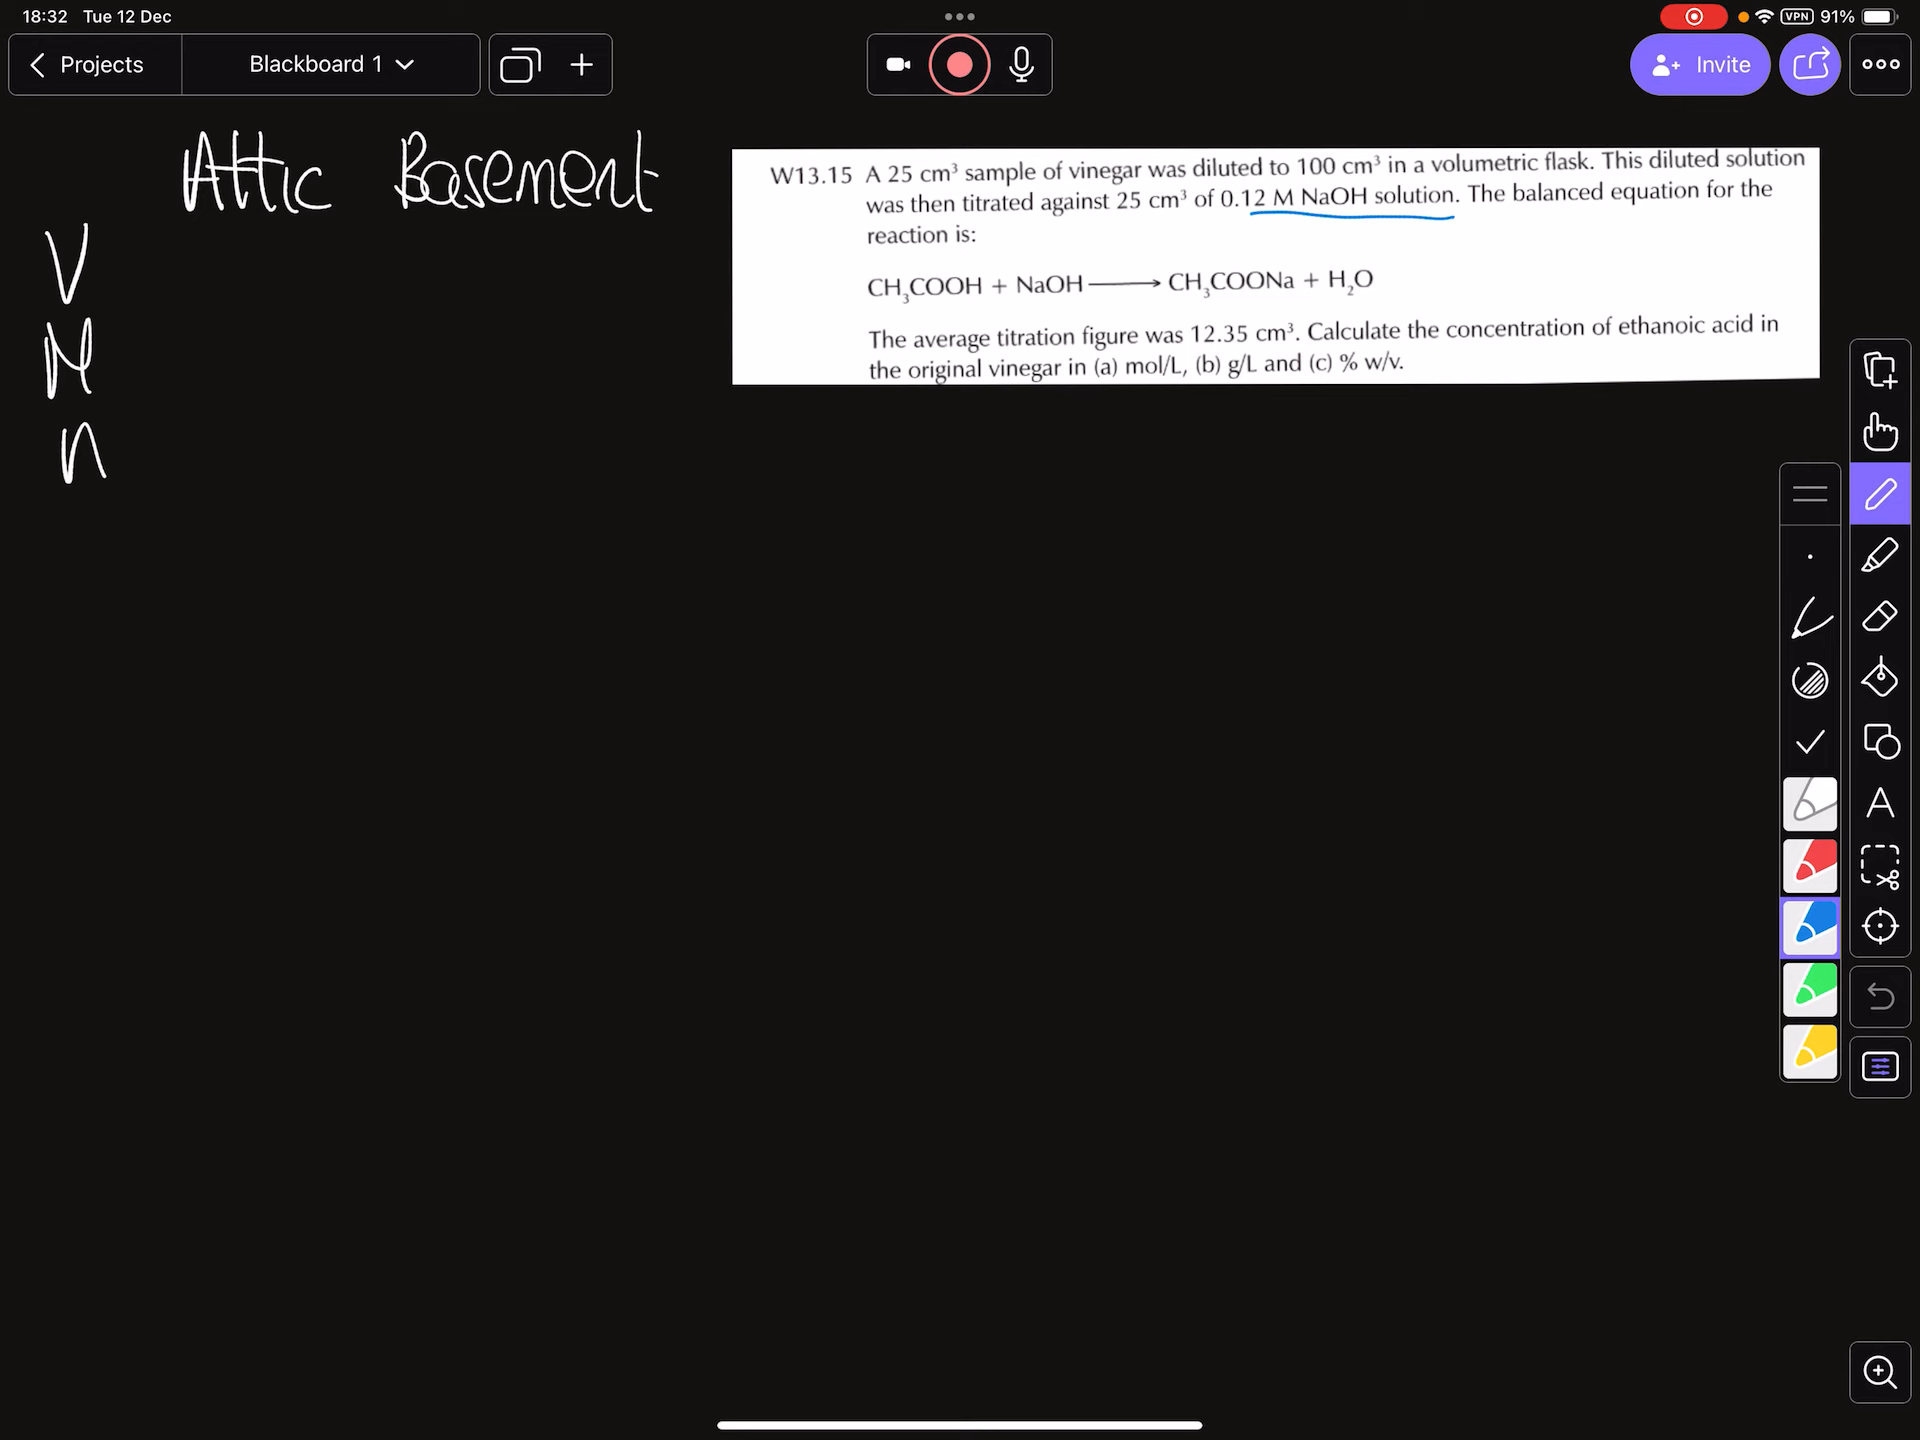 18:32 Tue 12 Dec
VPN 91%
Projects
Blackboard 1
Invite
Attic Basement
V
M
n
W13.15 A 25 cm³ sample of vinegar was diluted to 100 cm³ in a volumetric flask. This diluted solution
was then titrated against 25 cm³ of 0.12 M NaOH solution. The balanced equation for the
reaction is:
CH₃COOH + NaOH ⟶ CH₃COONa + H₂O
The average titration figure was 12.35 cm³. Calculate the concentration of ethanoic acid in
the original vinegar in (a) mol/L, (b) g/L and (c) % w/v.
A